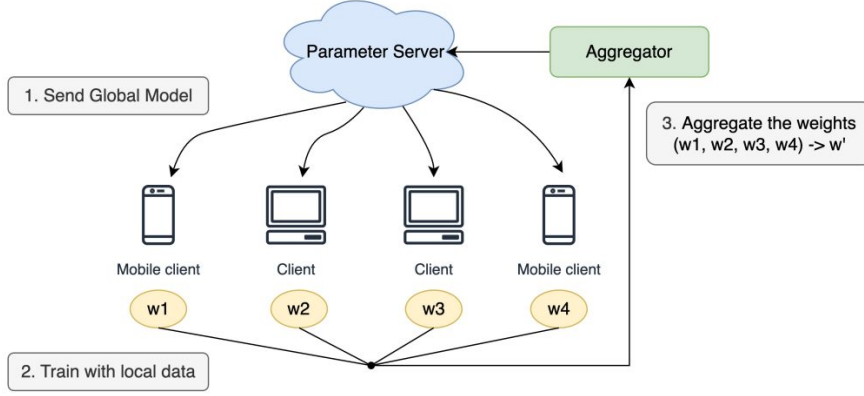 Parameter Server
Aggregator
1. Send Global Model
3. Aggregate the weights
(w1, w2, w3, w4) -> w'
Mobile client
Client
Client
Mobile client
w1
w2
w3
w4
2. Train with local data